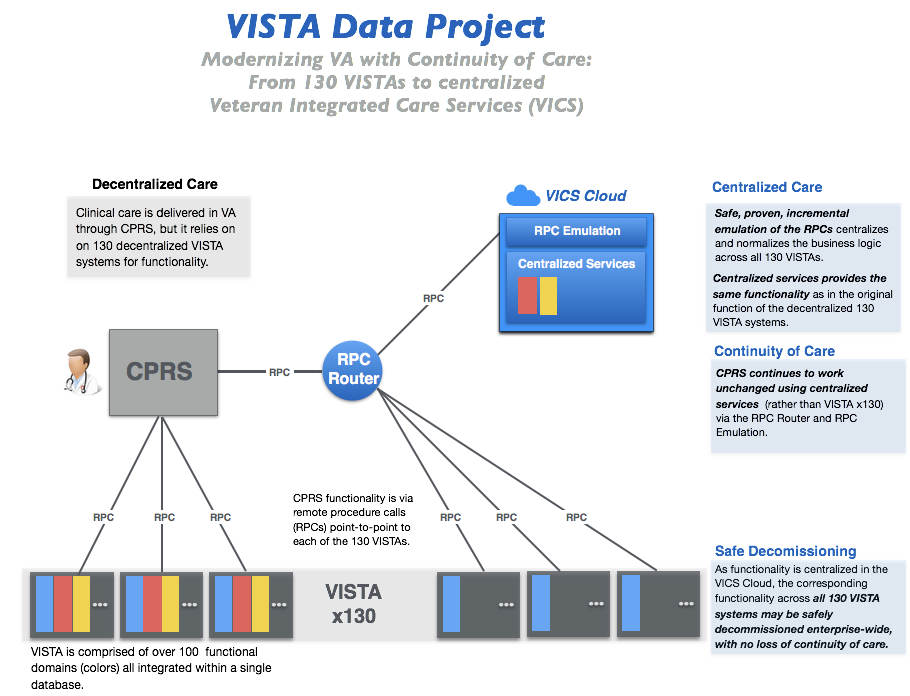 VISTA Data Project
Modernizing VA with Continuity of Care:
From 130 VISTAs to centralized
Veteran Integrated Care Services (VICS)
Decentralized Care
Clinical care is delivered in VA
through CPRS, but it relies on
on 130 decentralized VISTA
systems for functionality.
VICS Cloud
RPC Emulation
Centralized Services
Centralized Care
Safe, proven, incremental
emulation of the RPCs centralizes
and normalizes the business logic
across all 130 VISTAs.
Centralized services provides the
same functionality as in the original
function of the decentralized 130
VISTA systems.
RPC
CPRS
RPC
RPC
Router
Continuity of Care
CPRS continues to work
unchanged using centralized
services (rather than VISTA x130)
via the RPC Router and RPC
Emulation.
CPRS functionality is via
remote procedure calls
(RPCs) point-to-point to
each of the 130 VISTAs.
RPC
RPC
RPC
RPC
RPC
RPC
Safe Decomissioning
As functionality is centralized in the
VICS Cloud, the corresponding
functionality across all 130 VISTA
systems may be safely
decommissioned enterprise-wide,
with no loss of continuity of care.
...
...
...
VISTA
x130
...
...
...
VISTA is comprised of over 100 functional
domains (colors) all integrated within a single
database.